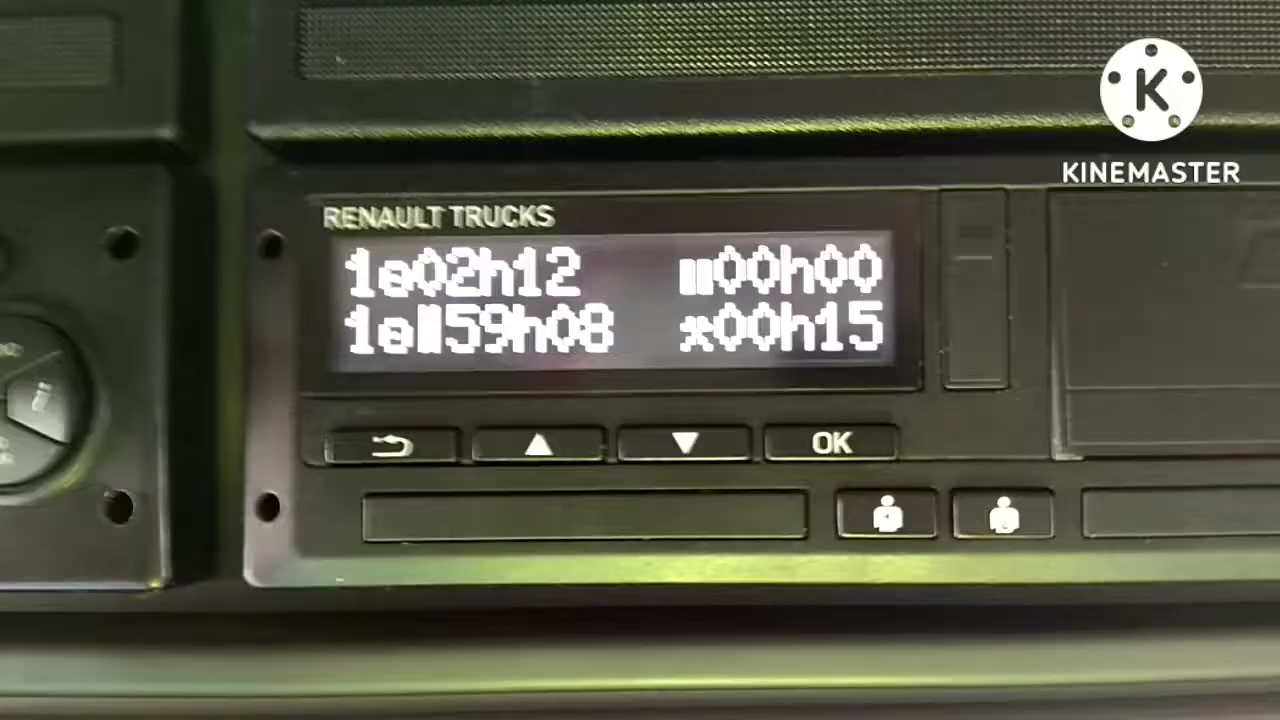 K
KINEMASTER
RENAULT TRUCKS
1 02h12 00h00
1 59h08 00h15
OK